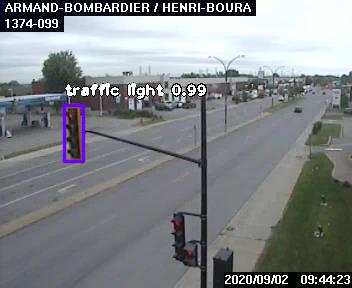 ARMAND-BOMBARDIER / HENRI-BOURA
1374-099
traffic light 0.99
2020/09/02 09:44:23